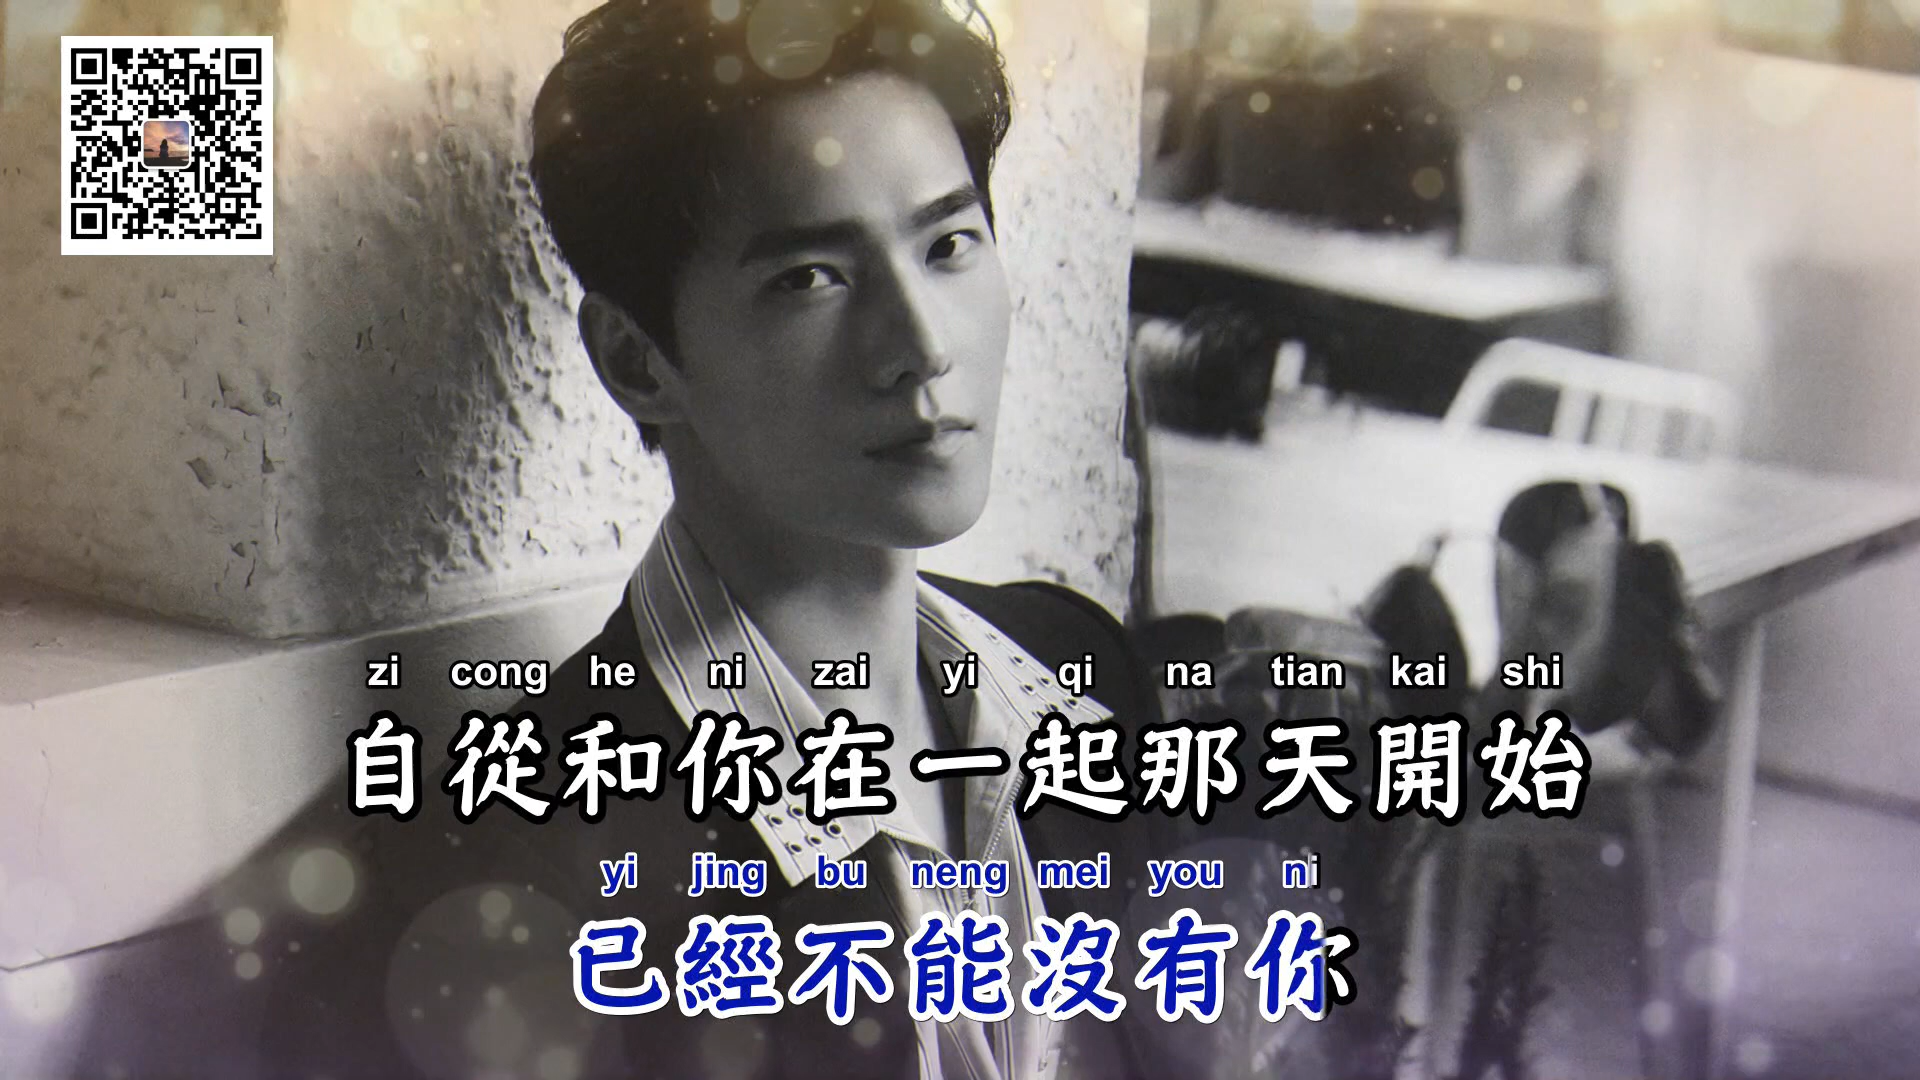 zi cong he ni zai yi qi na tian kai shi
自從和你在一起那天開始
yi jing bu neng mei you ni
已經不能沒有你